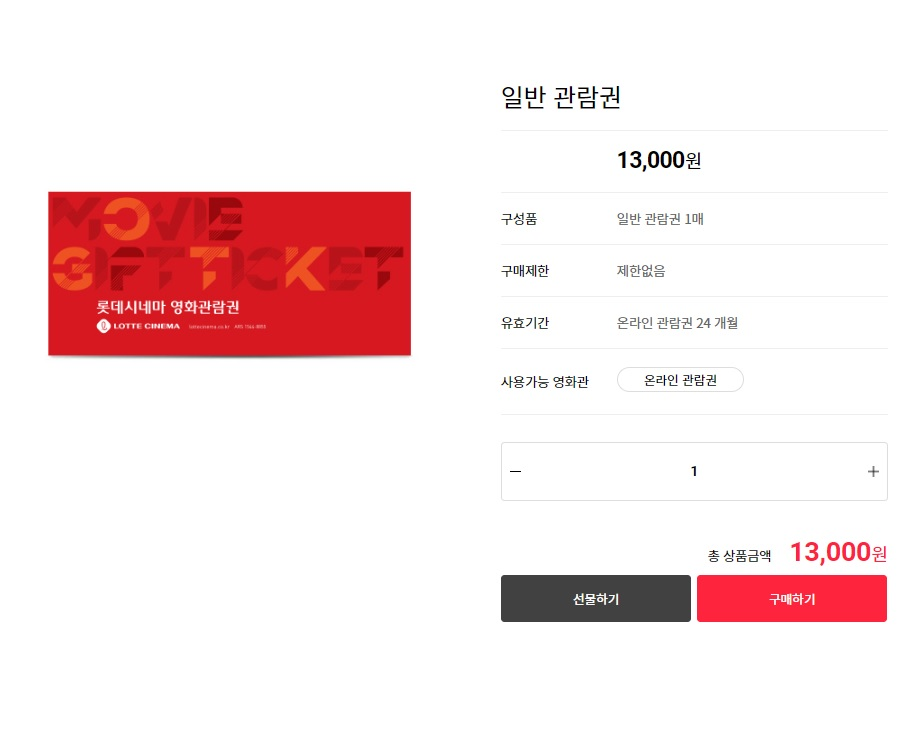 MOVIE
GIFT TICKET
롯데시네마 영화관람권
LOTTE CINEMA lottecinema.co.kr
일반 관람권
13,000원
구성품 일반 관람권 1매
구매제한 제한없음
유효기간 온라인 관람권 24 개월
사용가능 영화관 온라인 관람권
1
총 상품금액 13,000원
선물하기 구매하기